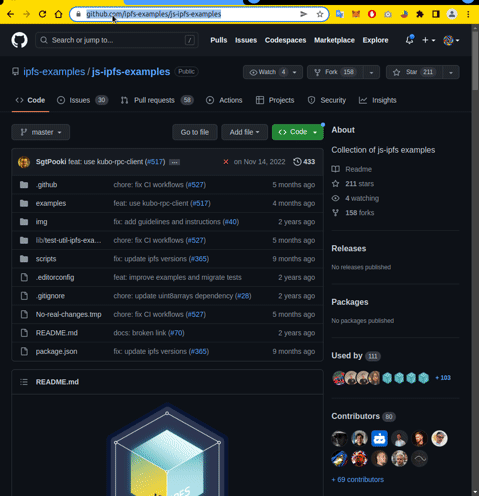 github.com/ipfs-examples/js-ipfs-examples
Search or jump to... /
Pulls Issues Codespaces Marketplace Explore
ipfs-examples / js-ipfs-examples Public
Watch 4 Fork 158 Star 211
Code Issues 30 Pull requests 58 Actions Projects Security Insights
master Go to file Add file Code
SgtPooki feat: use kubo-rpc-client (#517) ... on Nov 14, 2022 433
.github chore: fix CI workflows (#527) 5 months ago
examples feat: use kubo-rpc-client (#517) 4 months ago
img fix: add guidelines and instructions (#40) 2 years ago
lib/test-util-ipfs-exa... chore: fix CI workflows (#527) 5 months ago
scripts fix: update ipfs versions (#365) 9 months ago
.editorconfig feat: improve examples and migrate tests 2 years ago
.gitignore chore: update uint8arrays dependency (#26) 2 years ago
No-real-changes.tmp chore: fix CI workflows (#527) 5 months ago
README.md docs: broken link (#70) 2 years ago
package.json fix: update ipfs versions (#365) 9 months ago
README.md
About
Collection of js-ipfs examples
Readme
211 stars
4 watching
158 forks
Releases
No releases published
Packages
No packages published
Used by 111
+ 103
Contributors 80
+ 69 contributors